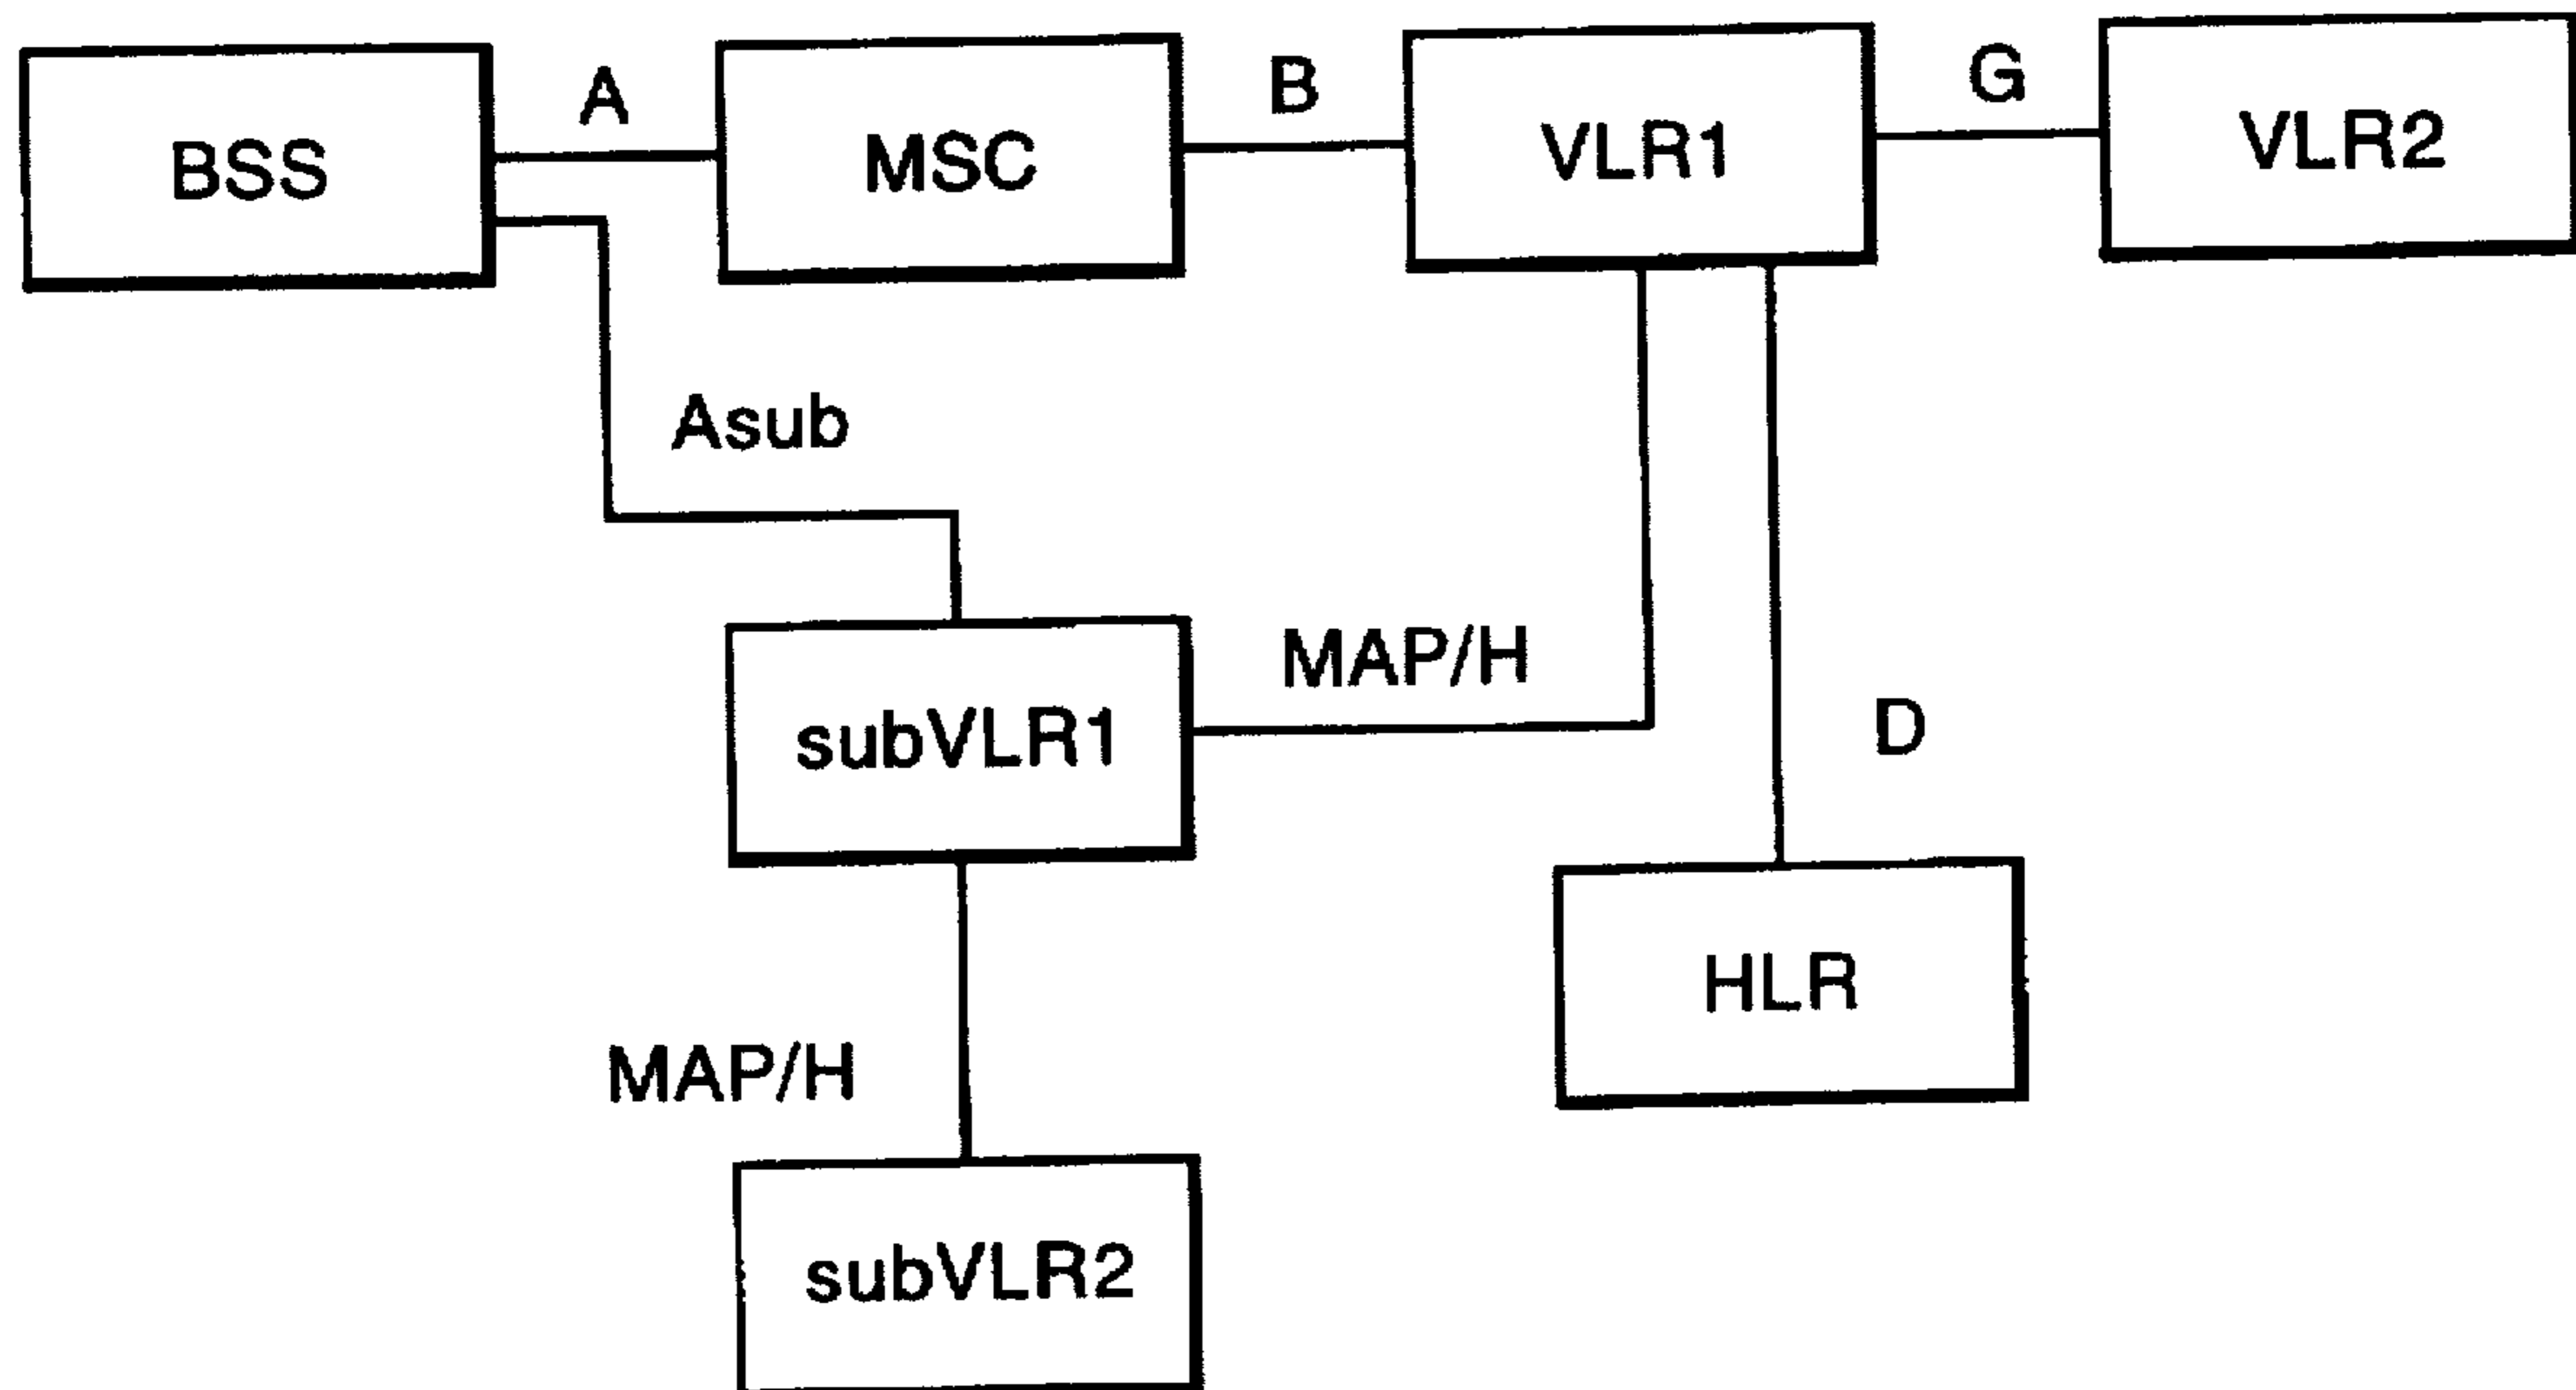 A
B
G
BSS
MSC
VLR1
VLR2
Asub
MAP/H
subVLR1
D
HLR
MAP/H
subVLR2